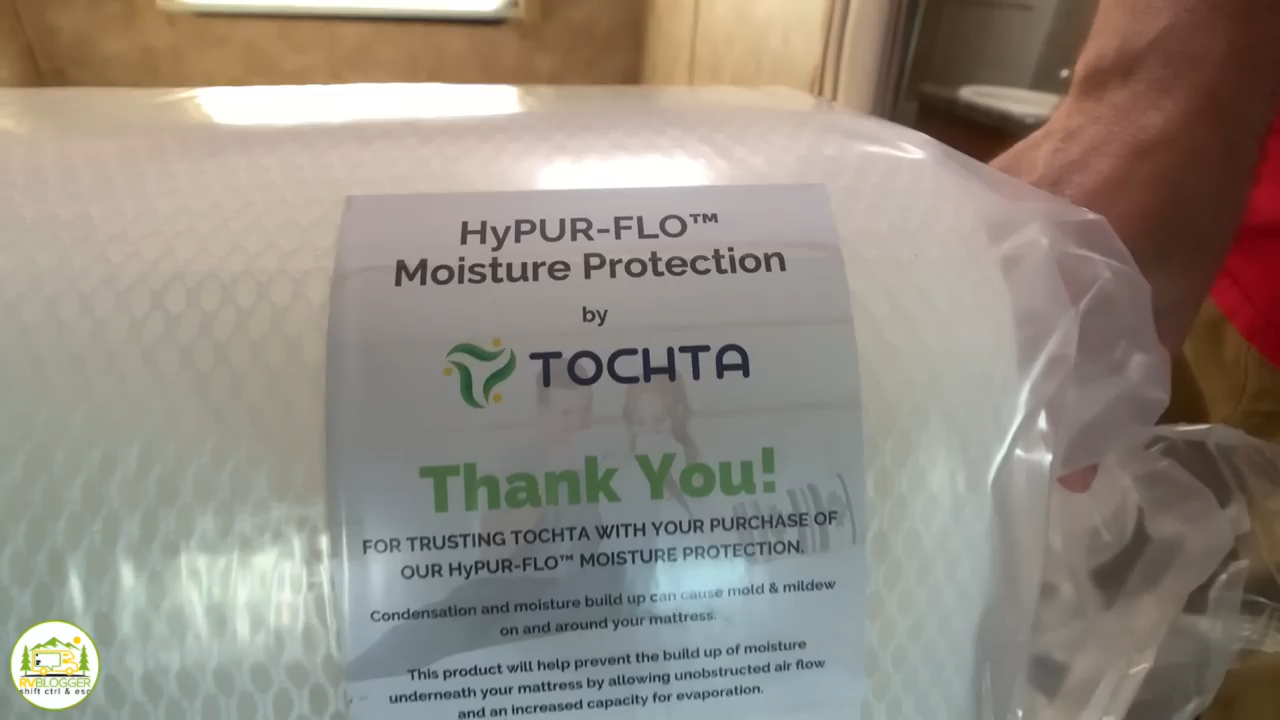 HyPUR-FLO™
Moisture Protection
by
TOCHTA
Thank You!
FOR TRUSTING TOCHTA WITH YOUR PURCHASE OF
OUR HyPUR-FLO™ MOISTURE PROTECTION.
Condensation and moisture build up can cause mold & mildew
on and around your mattress.
This product will help prevent the build up of moisture
underneath your mattress by allowing unobstructed air flow
and an increased capacity for evaporation.
RVBLOGGER
shift ctrl & esc